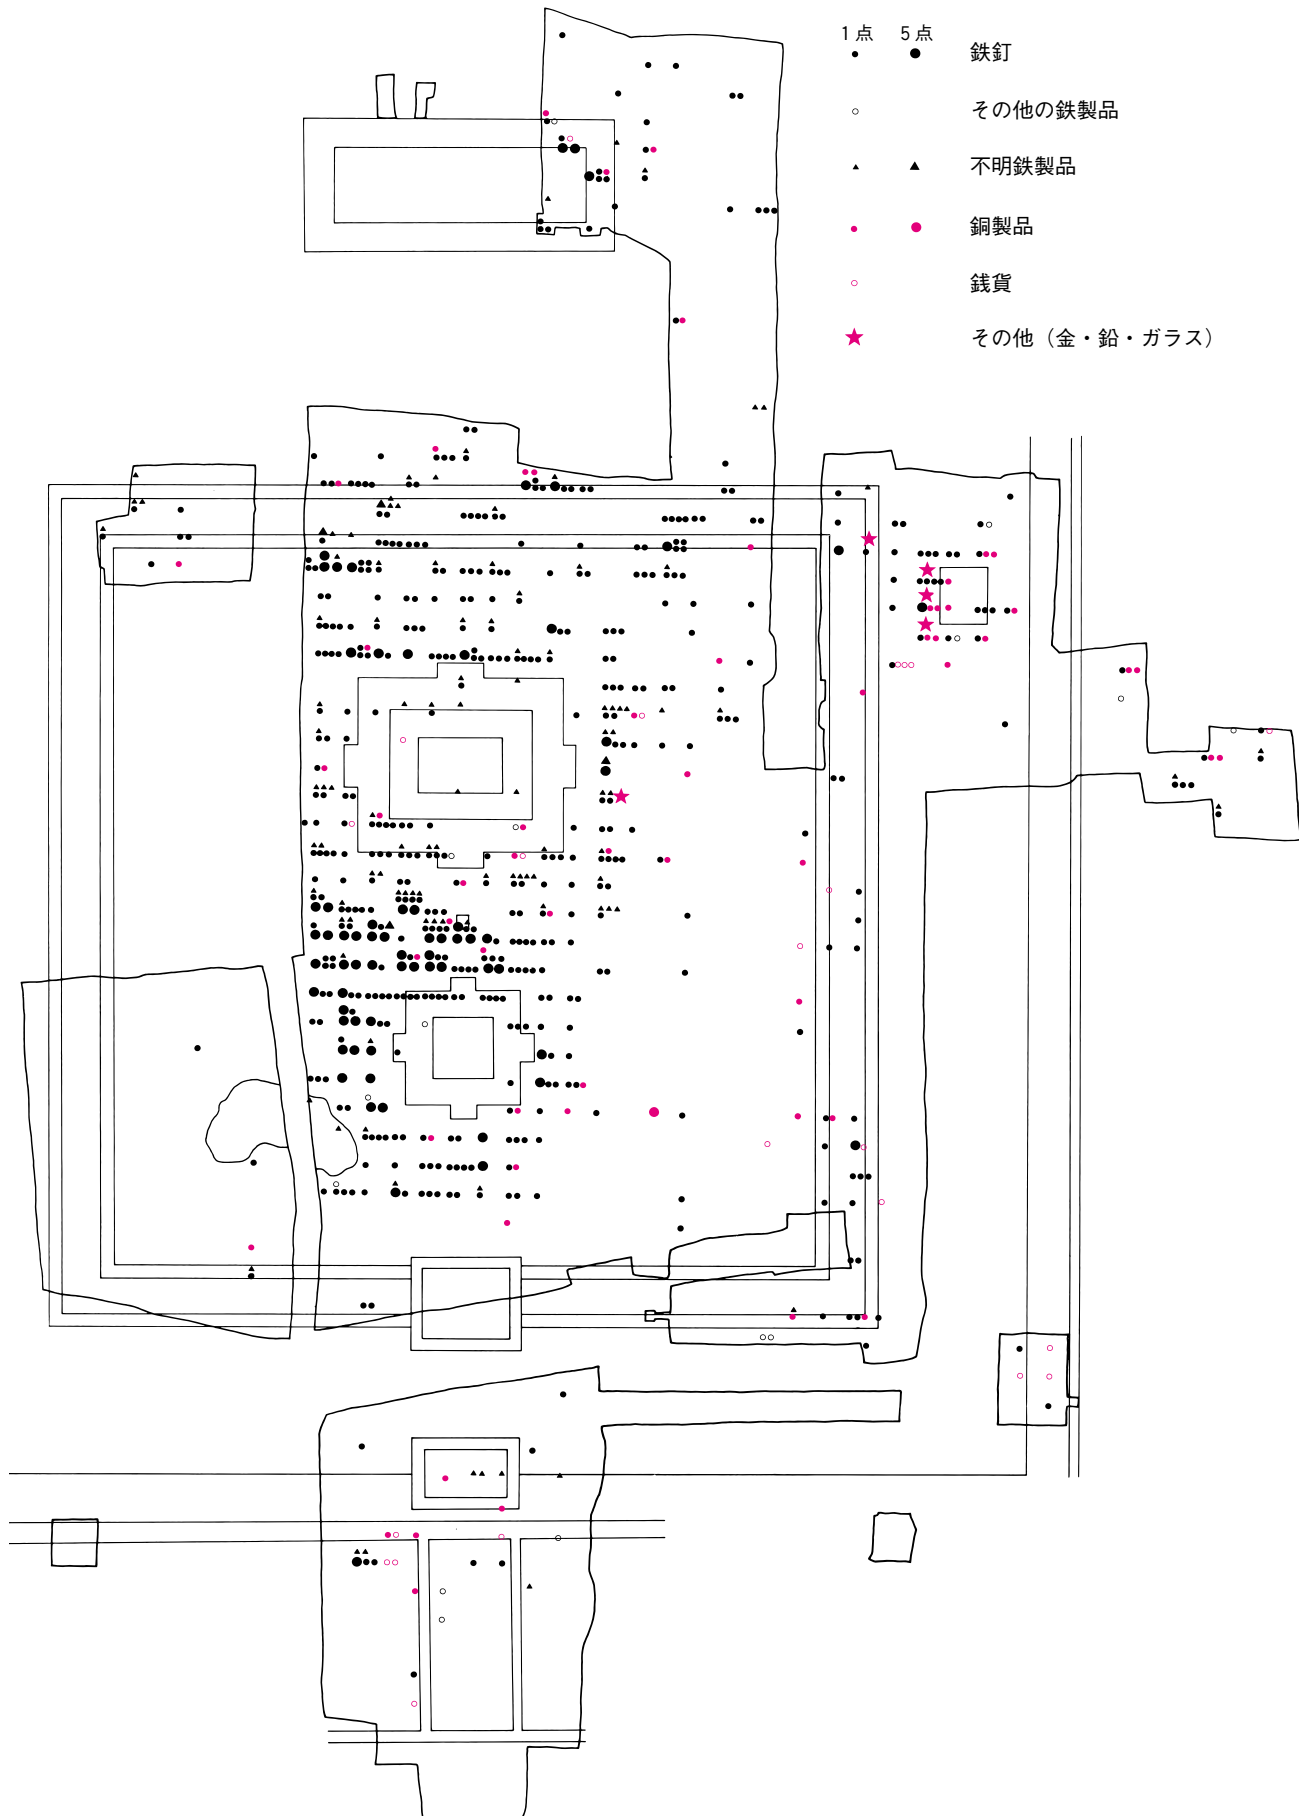 1点 5点
鉄釘
その他の鉄製品
不明鉄製品
銅製品
銭貨
その他（金・鉛・ガラス）